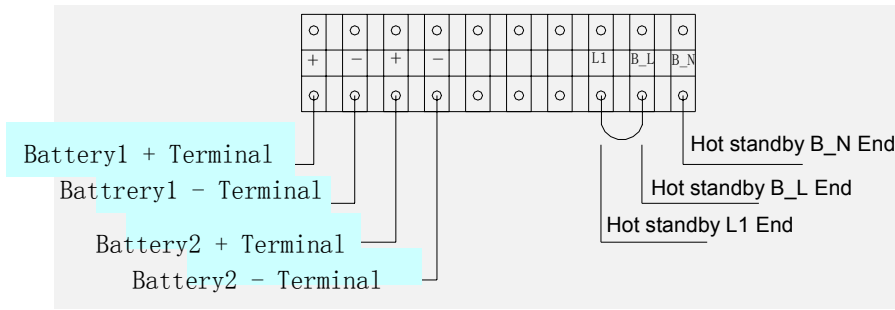 + − + − L1 B_L B_N
Battery1 + Terminal
Battrery1 − Terminal
Battery2 + Terminal
Battery2 − Terminal
Hot standby B_N End
Hot standby B_L End
Hot standby L1 End